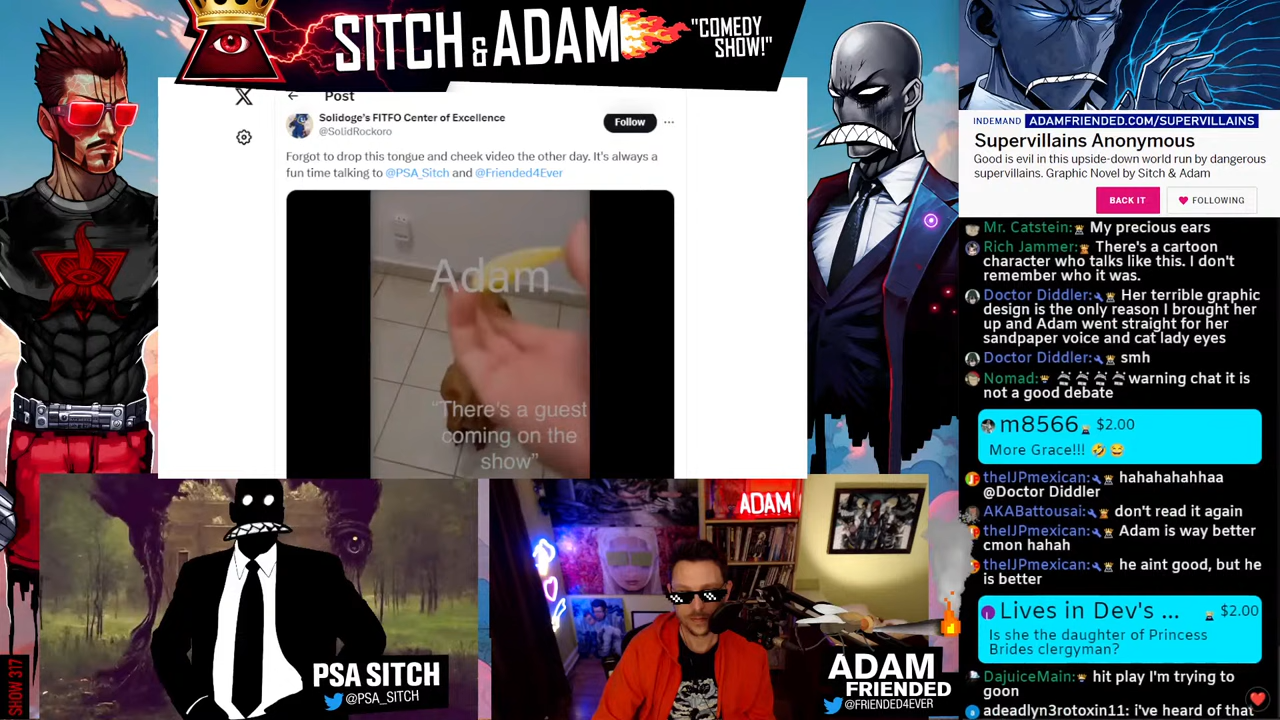 SITCH & ADAM
"COMEDY
SHOW!"
Post
Solidoge's FITFO Center of Excellence
@SolidRockoro
Follow
Forgot to drop this tongue and cheek video the other day. It's always a
fun time talking to @PSA_Sitch and @Friended4Ever
Adam
"There's a guest
coming on the
show"
INDEMAND
ADAMFRIENDED.COM/SUPERVILLAINS
Supervillains Anonymous
Good is evil in this upside-down world run by dangerous
supervillains. Graphic Novel by Sitch & Adam
BACK IT
FOLLOWING
Mr. Catstein: My precious ears
Rich Jammer: There's a cartoon
character who talks like this. I don't
remember who it was.
Doctor Diddler: Her terrible graphic
design is the only reason I brought her
up and Adam went straight for her
sandpaper voice and cat lady eyes
Doctor Diddler: smh
Nomad: warning chat it is
not a good debate
m8566 $2.00
More Grace!!! 🤣 😂
theIJPmexican: hahahahahhaa
@Doctor Diddler
AKABattousai: don't read it again
theIJPmexican: Adam is way better
cmon hahah
theIJPmexican: he aint good, but he
is better
Lives in Dev's ... $2.00
Is she the daughter of Princess
Brides clergyman?
DajuiceMain: hit play I'm trying to
goon
adeadlyn3rotoxin11: i've heard of that
ADAM
PSA SITCH
@PSA_SITCH
ADAM
FRIENDED
@FRIENDED4EVER
SHOW 317